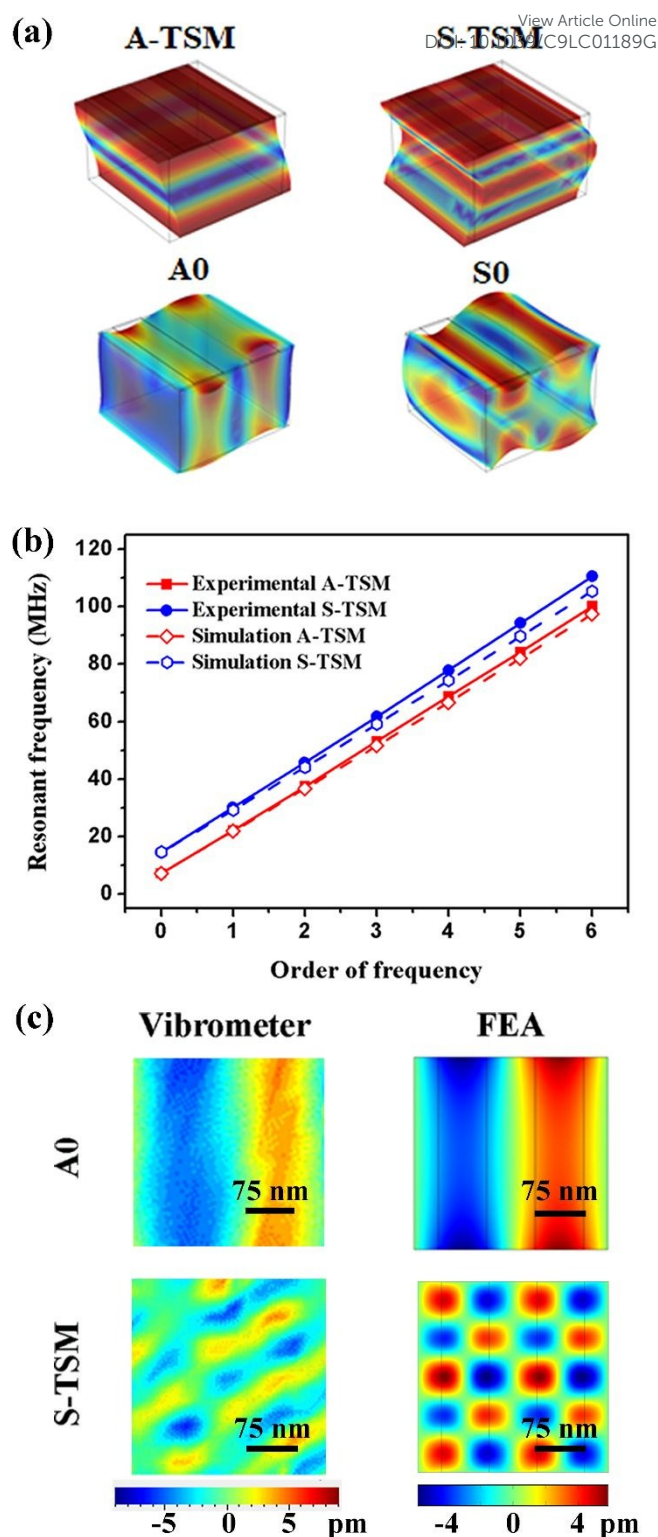 View Article Online
(a)
A-TSM
S-TSM
A0
S0
(b)
Resonant frequency (MHz)
120
100
80
60
40
20
0
Experimental A-TSM
Experimental S-TSM
Simulation A-TSM
Simulation S-TSM
0 1 2 3 4 5 6
Order of frequency
(c)
Vibrometer
FEA
A0
75 nm
75 nm
S-TSM
75 nm
75 nm
-5 0 5 pm
-4 0 4 pm